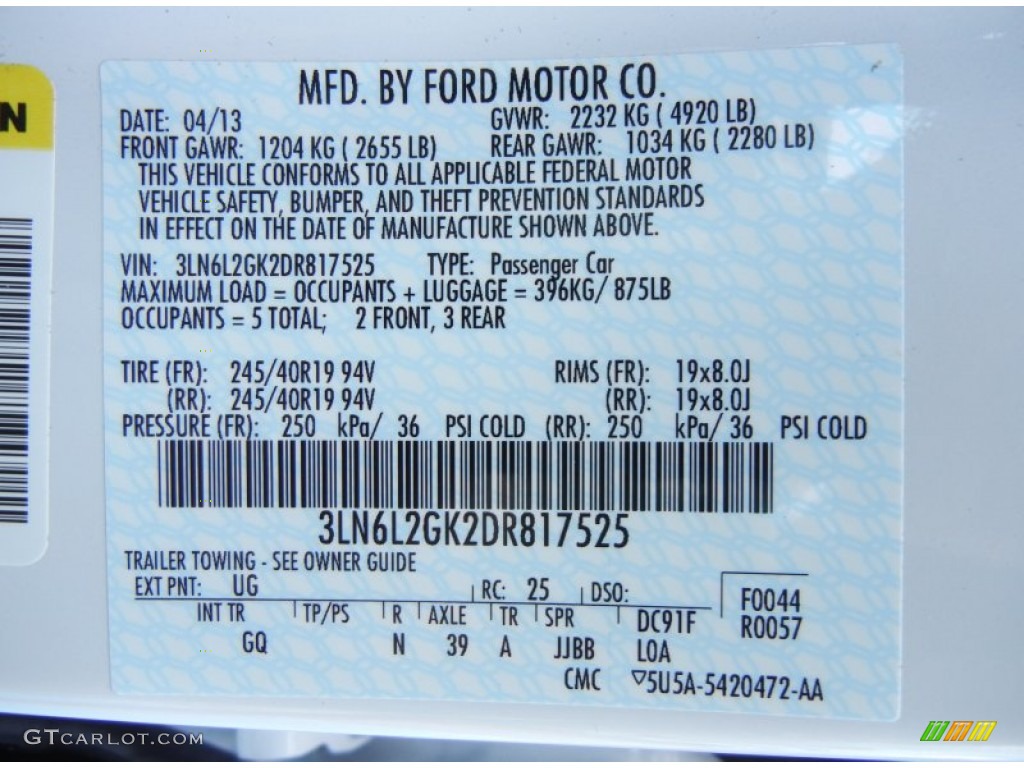 N
MFD. BY FORD MOTOR CO.
DATE: 04/13 GVWR: 2232 KG ( 4920 LB)
FRONT GAWR: 1204 KG ( 2655 LB) REAR GAWR: 1034 KG ( 2280 LB)
THIS VEHICLE CONFORMS TO ALL APPLICABLE FEDERAL MOTOR
VEHICLE SAFETY, BUMPER, AND THEFT PREVENTION STANDARDS
IN EFFECT ON THE DATE OF MANUFACTURE SHOWN ABOVE.
VIN: 3LN6L2GK2DR817525 TYPE: Passenger Car
MAXIMUM LOAD = OCCUPANTS + LUGGAGE = 396KG/ 875LB
OCCUPANTS = 5 TOTAL; 2 FRONT, 3 REAR
TIRE (FR): 245/40R19 94V RIMS (FR): 19x8.0J
(RR): 245/40R19 94V (RR): 19x8.0J
PRESSURE (FR): 250 kPa/ 36 PSI COLD (RR): 250 kPa/ 36 PSI COLD
3LN6L2GK2DR817525
TRAILER TOWING - SEE OWNER GUIDE
EXT PNT: UG RC: 25 DSO: F0044
INT TR TP/PS R AXLE TR SPR DC91F R0057
GQ N 39 A JJBB LOA
CMC ▽5U5A-5420472-AA
GTCARLOT.COM